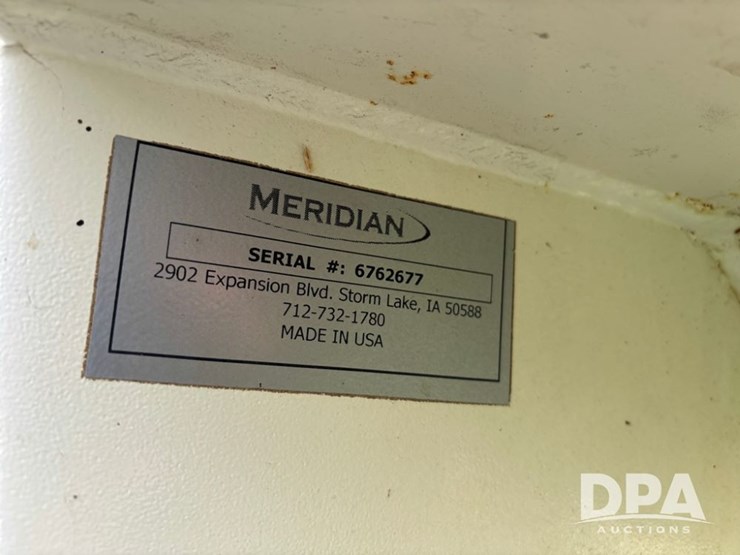 MERIDIAN
SERIAL #: 6762677
2902 Expansion Blvd. Storm Lake, IA 50588
712-732-1780
MADE IN USA
DPA
AUCTIONS